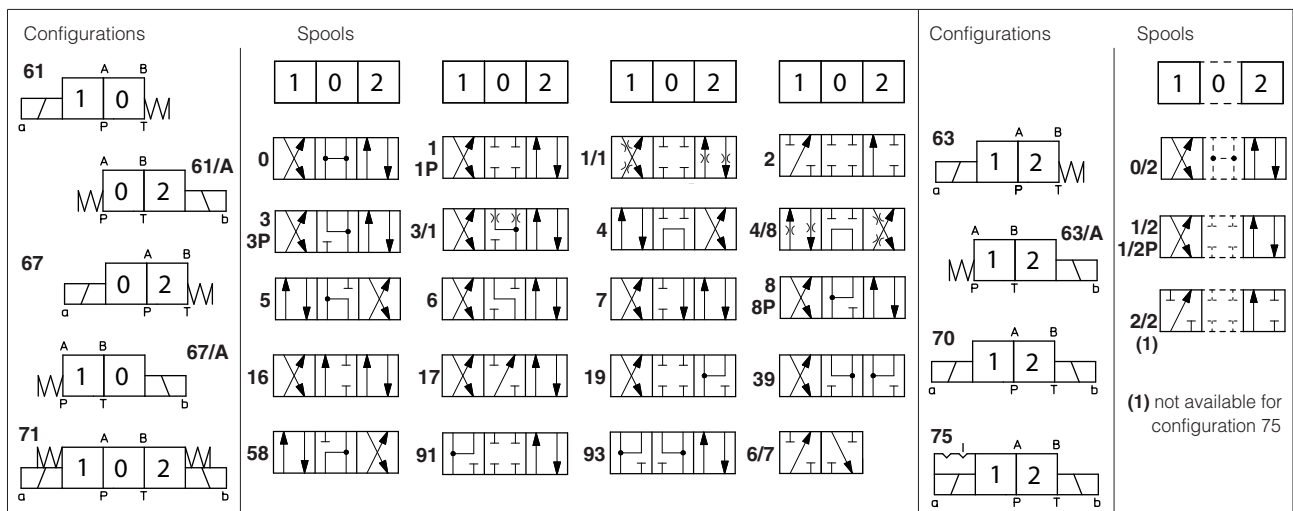 Configurations
Spools
Configurations
Spools
61
A B
1 0
a P T
61/A
A B
0 2
P T b
67
A B
0 2
a P T
67/A
A B
1 0
P T b
71
A B
1 0 2
a P T b
1 0 2
1 0 2
1 0 2
1 0 2
0
1
1P
1/1
2
3
3P
3/1
4
4/8
5
6
7
8
8P
16
17
19
39
58
91
93
6/7
63
A B
1 2
a P T
63/A
A B
1 2
P T b
70
A B
1 2
a P T b
75
A B
1 2
a P T b
1 0 2
0/2
1/2
1/2P
2/2
(1)
(1) not available for
configuration 75